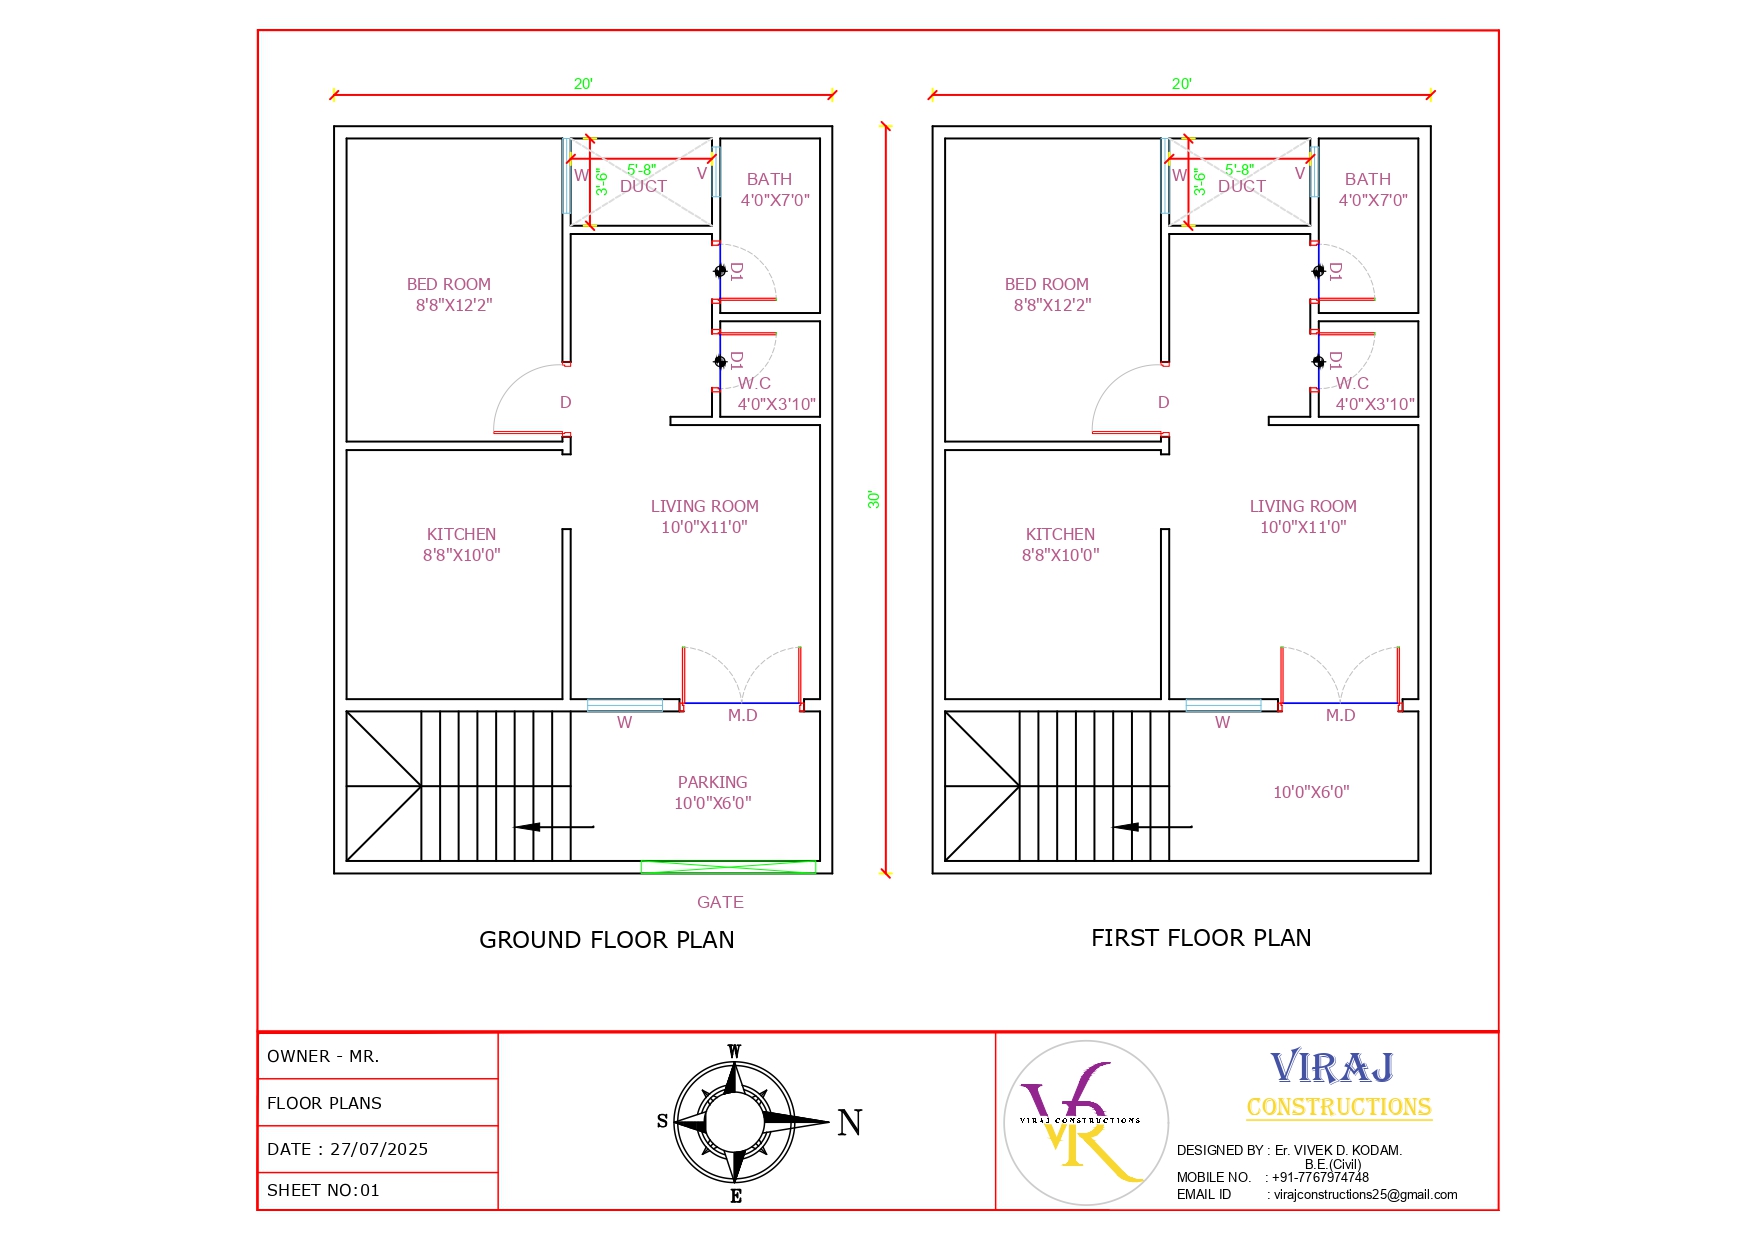 20'
W
3'-6"
5'-8"
DUCT
V
BATH
4'0"X7'0"
BED ROOM
8'8"X12'2"
D1
D1
W.C
4'0"X3'10"
D
LIVING ROOM
10'0"X11'0"
KITCHEN
8'8"X10'0"
W
M.D
PARKING
10'0"X6'0"
GATE
GROUND FLOOR PLAN
30'
20'
W
3'-6"
5'-8"
DUCT
V
BATH
4'0"X7'0"
BED ROOM
8'8"X12'2"
D1
D1
W.C
4'0"X3'10"
D
LIVING ROOM
10'0"X11'0"
KITCHEN
8'8"X10'0"
W
M.D
10'0"X6'0"
FIRST FLOOR PLAN
OWNER - MR.
FLOOR PLANS
DATE : 27/07/2025
SHEET NO:01
W
S
N
E
VR
VIRAJ CONSTRUCTIONS
VR
VIRAJ
CONSTRUCTIONS
DESIGNED BY : Er. VIVEK D. KODAM.
B.E.(Civil)
MOBILE NO. : +91-7767974748
EMAIL ID : virajconstructions25@gmail.com